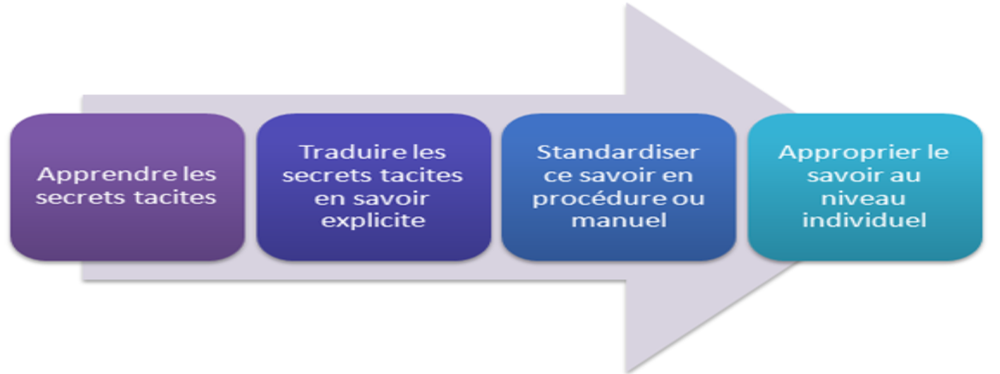 Apprendre les
secrets tacites
Traduire les
secrets tacites
en savoir
explicite
Standardiser
ce savoir en
procédure ou
manuel
Approprier le
savoir au
niveau
individuel